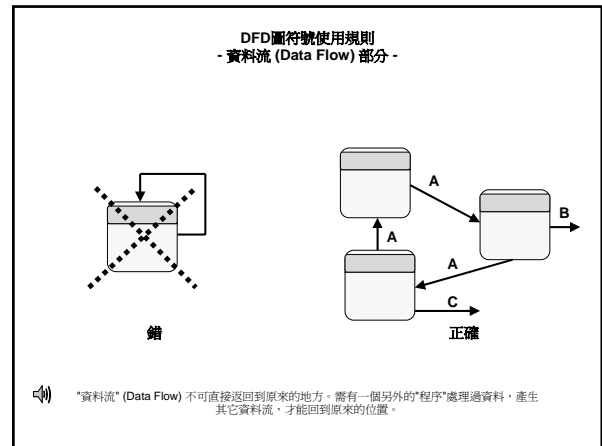 DFD圖符號使用規則
- 資料流 (Data Flow) 部分 -
A
B
A
A
C
錯
正確
"資料流" (Data Flow) 不可直接返回到原來的地方。需有一個另外的"程序"處理過資料，產生
其它資料流，才能回到原來的位置。